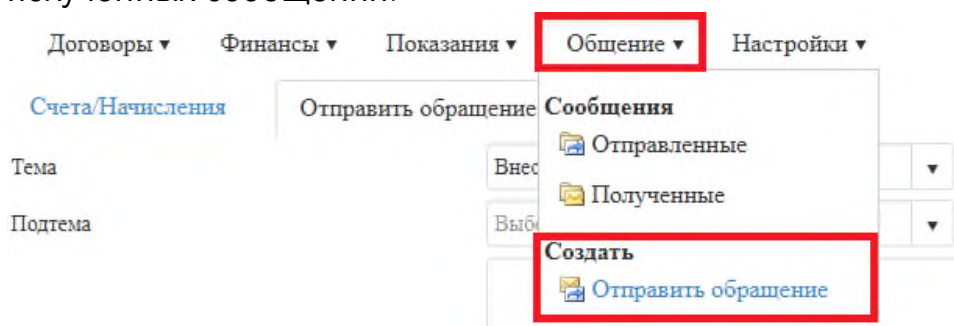 Договоры ▾ Финансы ▾ Показания ▾ Общение ▾ Настройки ▾
Счета/Начисления Отправить обращение Сообщения
Отправленные
Тема
Полученные
Подтема
Создать
Отправить обращение